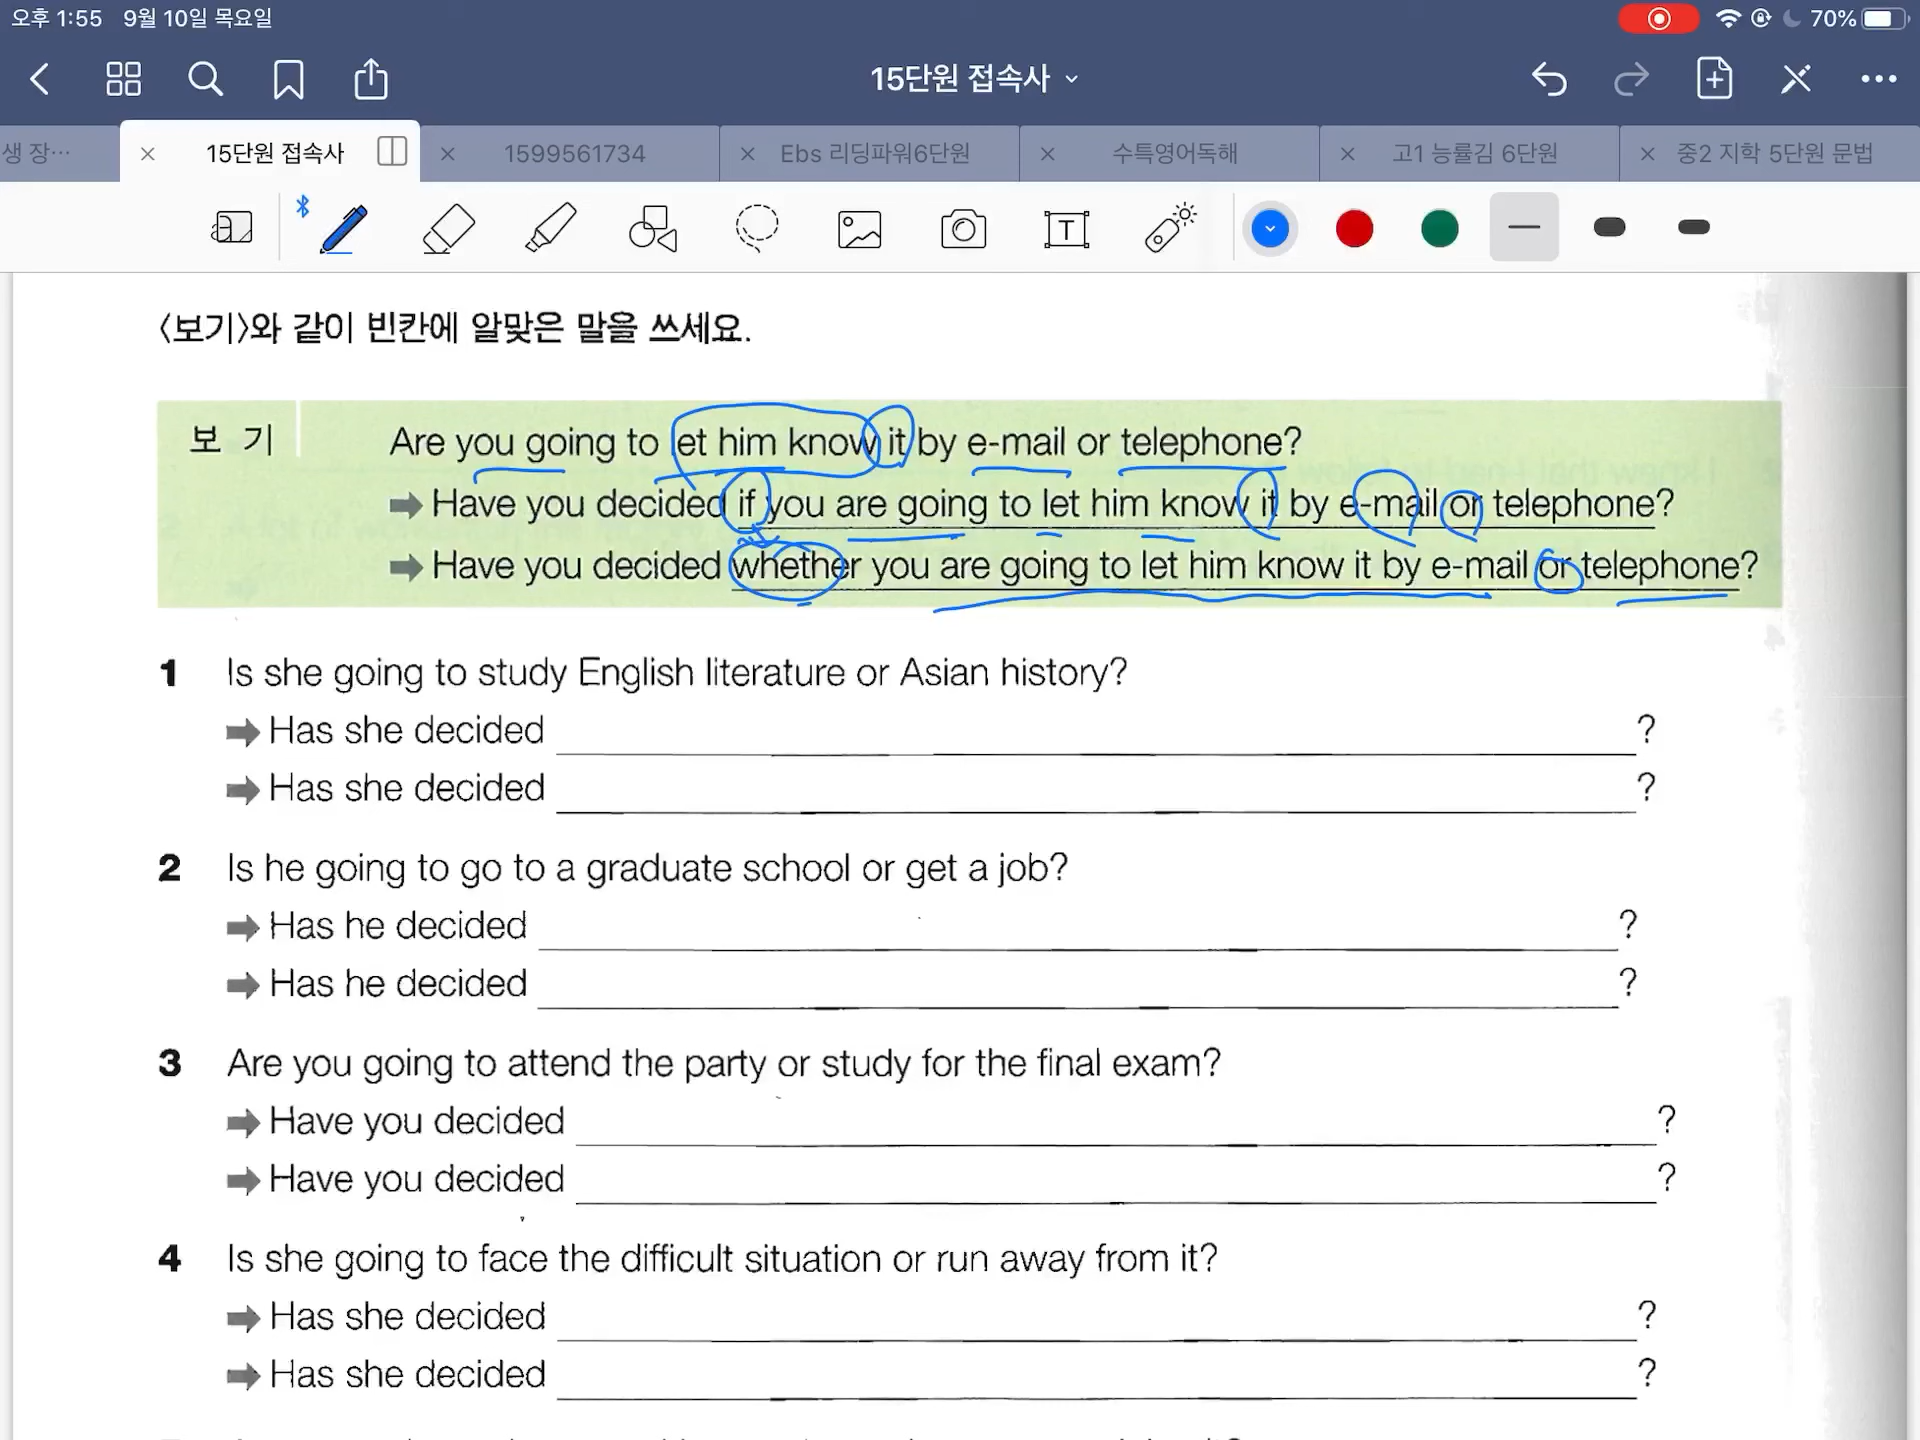 오후 1:55 9월 10일 목요일 70%
15단원 접속사
생 장… 15단원 접속사 1599561734 Ebs 리딩파워6단원 수특영어독해 고1 능률김 6단원 중2 지학 5단원 문법
〈보기〉와 같이 빈칸에 알맞은 말을 쓰세요.
보 기 Are you going to let him know it by e-mail or telephone?
➡ Have you decided if you are going to let him know it by e-mail or telephone?
➡ Have you decided whether you are going to let him know it by e-mail or telephone?
1 Is she going to study English literature or Asian history?
➡ Has she decided ?
➡ Has she decided ?
2 Is he going to go to a graduate school or get a job?
➡ Has he decided ?
➡ Has he decided ?
3 Are you going to attend the party or study for the final exam?
➡ Have you decided ?
➡ Have you decided ?
4 Is she going to face the difficult situation or run away from it?
➡ Has she decided ?
➡ Has she decided ?